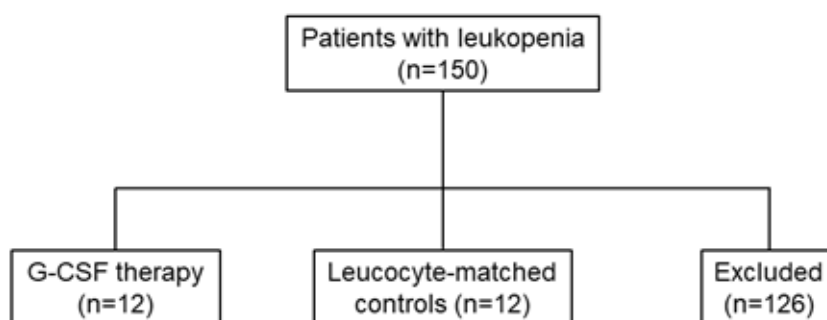 Patients with leukopenia
(n=150)
G-CSF therapy
(n=12)
Leucocyte-matched
controls (n=12)
Excluded
(n=126)